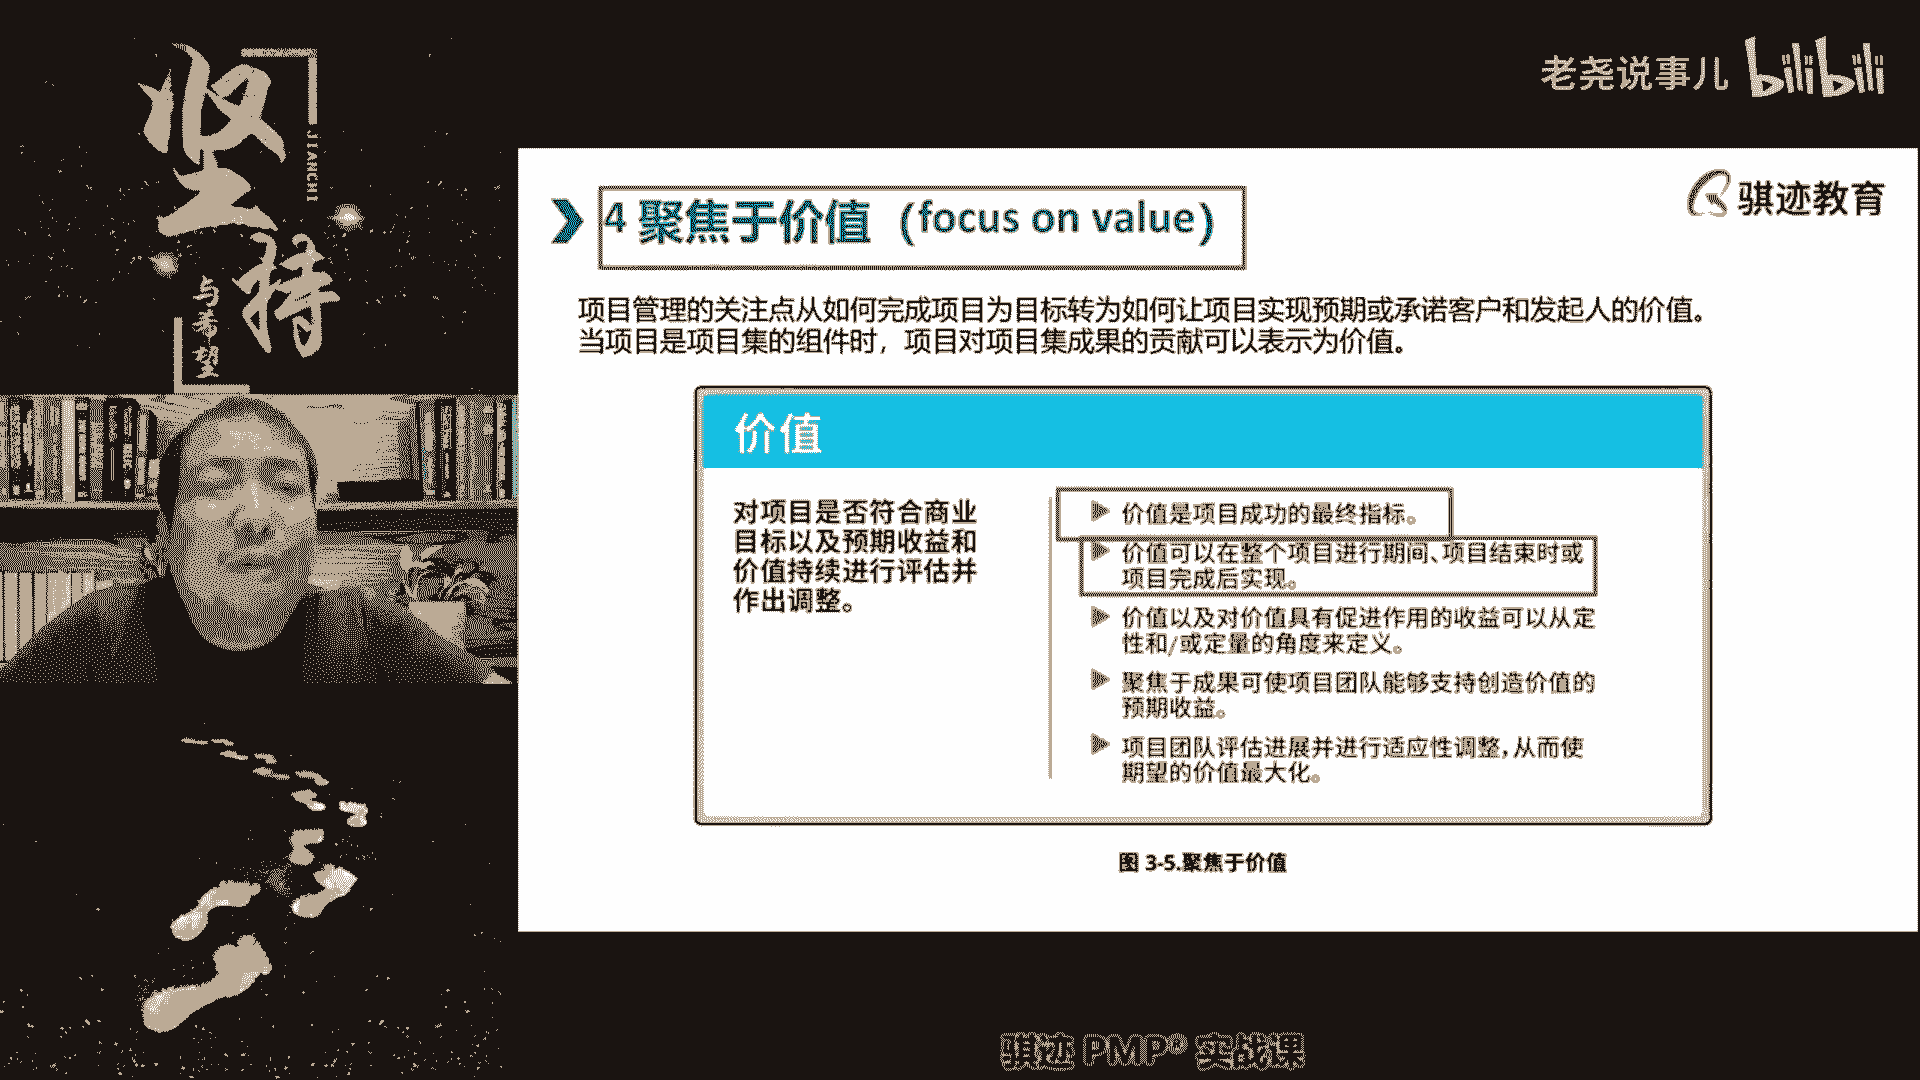 坚
持
JIANCHI
与希望
老尧说事儿 bilibili
骐迹教育
4 聚焦于价值（focus on value）
项目管理的关注点从如何完成项目为目标转为如何让项目实现预期或承诺客户和发起人的价值。
当项目是项目集的组件时，项目对项目集成果的贡献可以表示为价值。
价值
对项目是否符合商业
目标以及预期收益和
价值持续进行评估并
作出调整。
价值是项目成功的最终指标。
价值可以在整个项目进行期间、项目结束时或
项目完成后实现。
价值以及对价值具有促进作用的收益可以从定
性和/或定量的角度来定义。
聚焦于成果可使项目团队能够支持创造价值的
预期收益。
项目团队评估进展并进行适应性调整，从而使
期望的价值最大化。
图 3-5.聚焦于价值
骐迹 PMP® 实战课